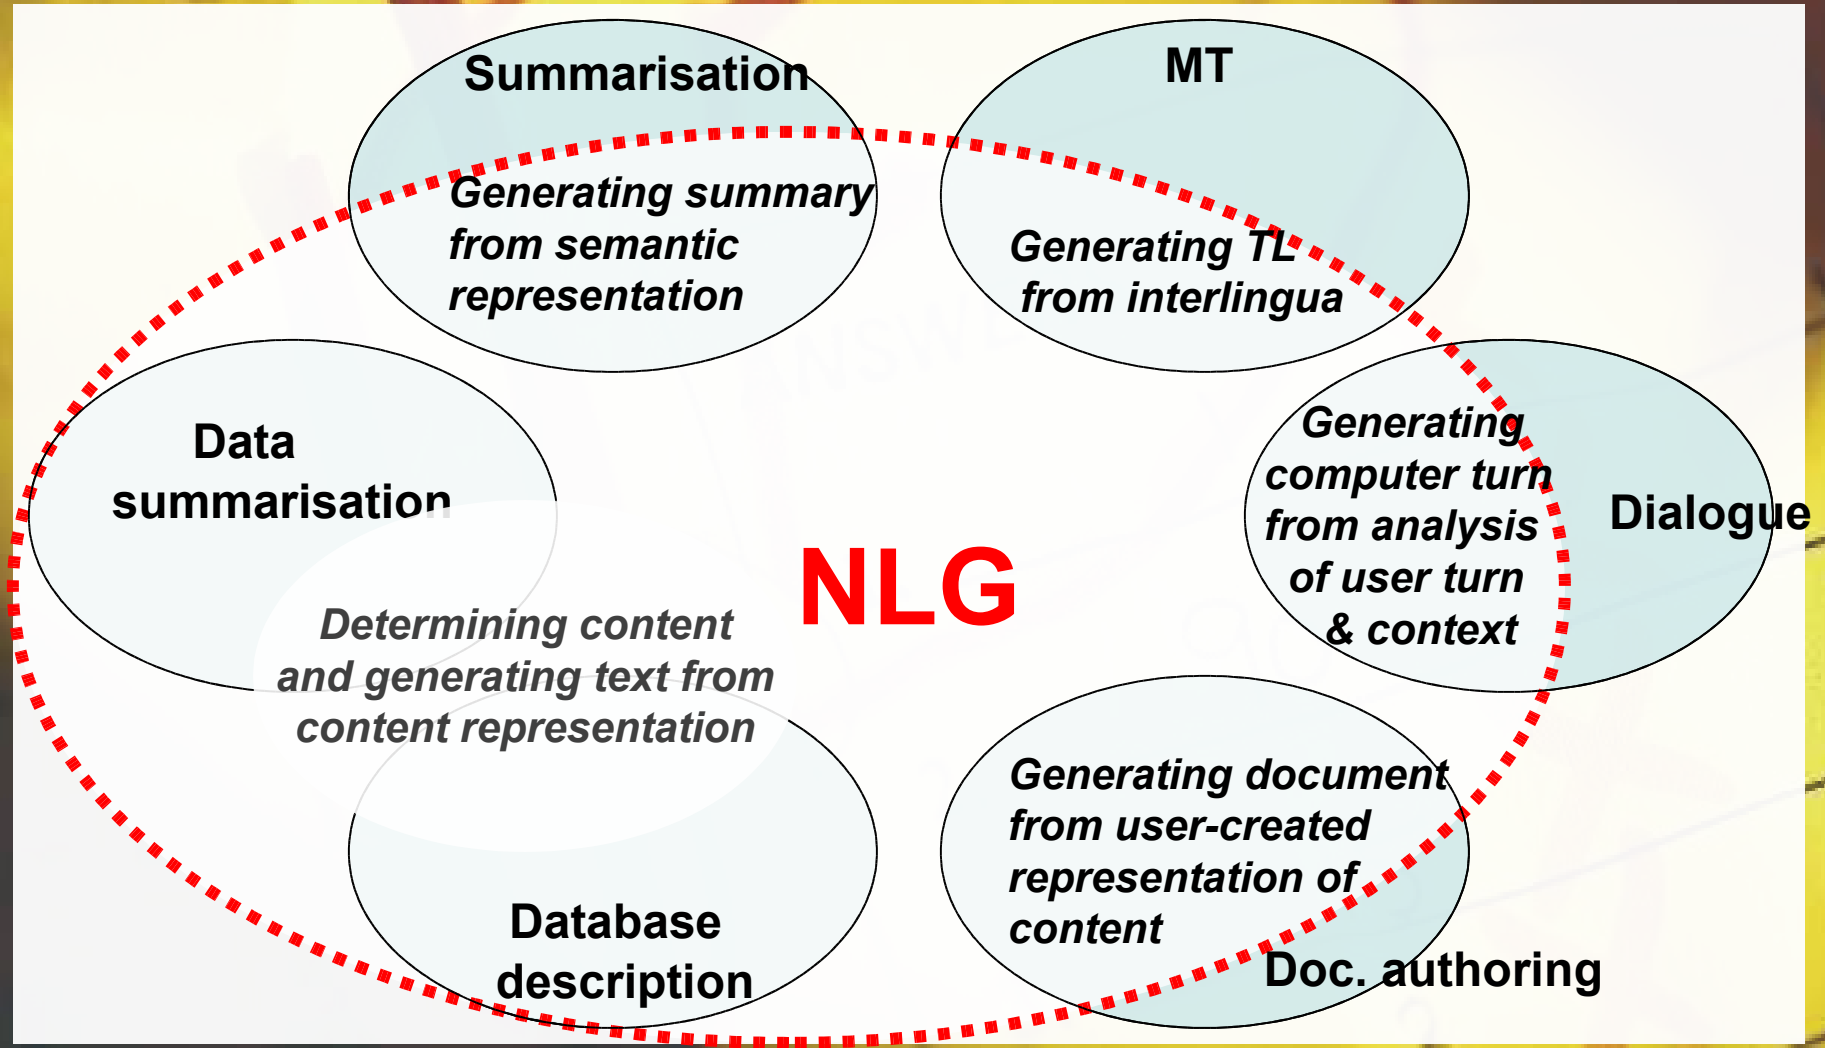 Summarisation
MT
Generating summary
from semantic
representation
Generating TL
from interlingua
Data
summarisation
Generating
computer turn
from analysis
of user turn
& context
Dialogue
NLG
Determining content
and generating text from
content representation
Generating document
from user-created
representation of
content
Database
description
Doc. authoring